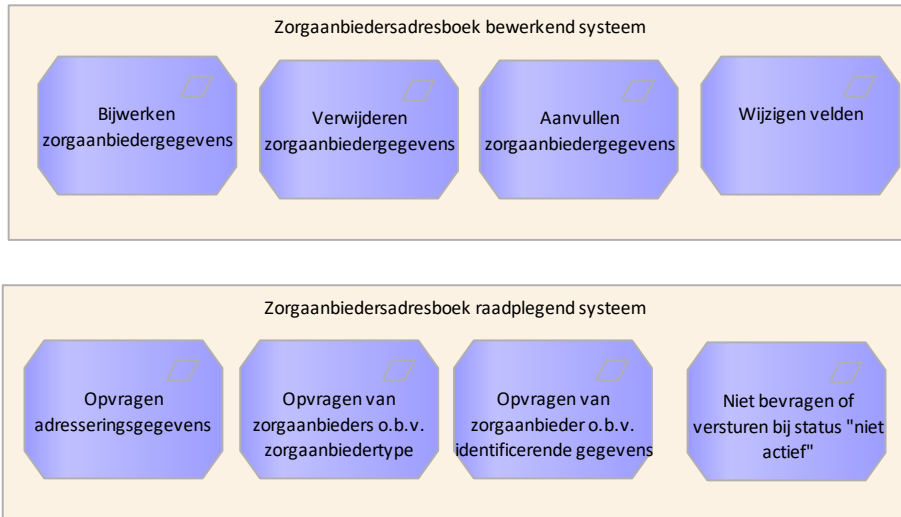 Zorgaanbiedersadresboek bewerkend systeem
Bijwerken
zorgaanbiedergegevens
Verwijderen
zorgaanbiedergegevens
Aanvullen
zorgaanbiedergegevens
Wijzigen velden
Zorgaanbiedersadresboek raadplegend systeem
Opvragen
adresseringsgegevens
Opvragen van
zorgaanbieders o.b.v.
zorgaanbiedertype
Opvragen van
zorgaanbieder o.b.v.
identificerende gegevens
Niet bevragen of
versturen bij status "niet
actief"